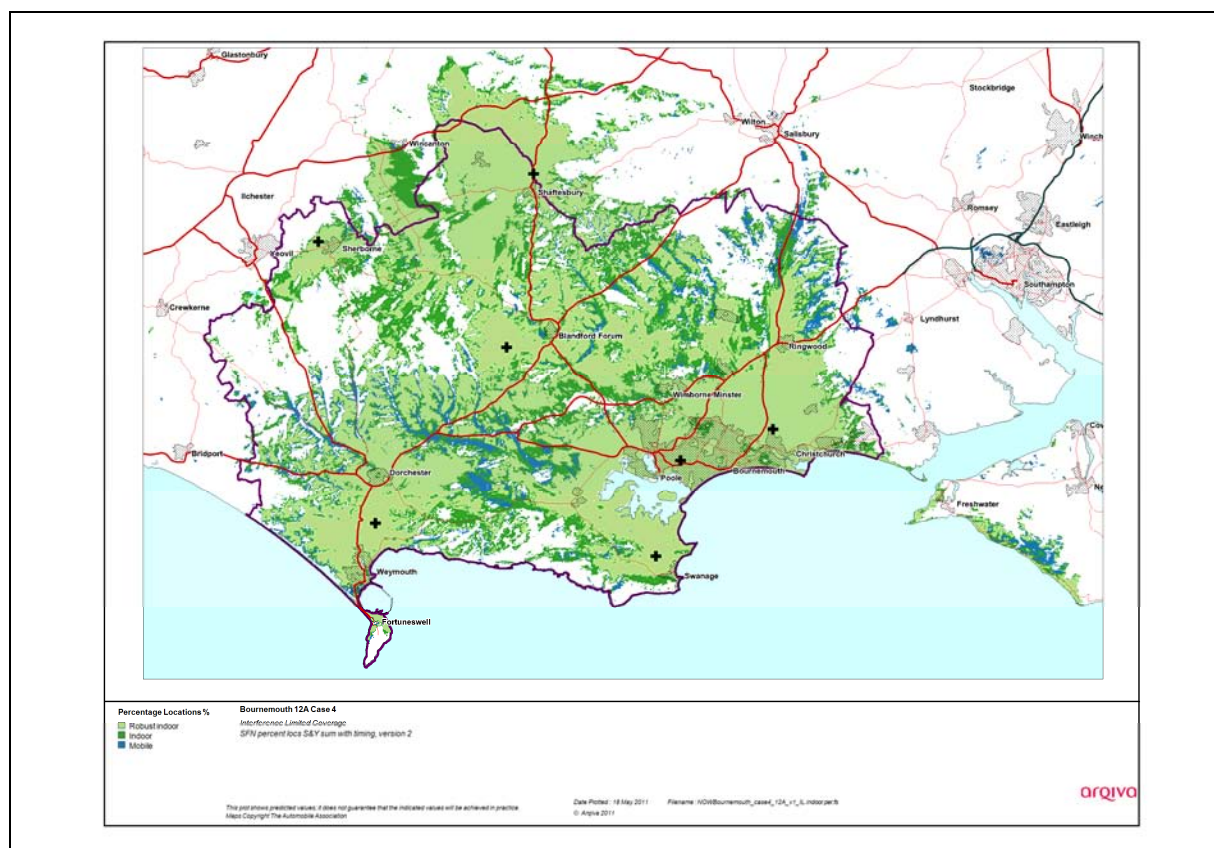 Glastonbury
Stockbridge
Wilton
Salisbury
Winch
Wincanton
Shaftesbury
Ilchester
Romsey
Eastleigh
Sherborne
Yeovil
Southampton
Crewkerne
Lyndhurst
Blandford Forum
Ringwood
Wimborne Minster
Bridport
Christchurch
Dorchester
Bournemouth
Poole
Cov
Ne
Freshwater
Weymouth
Swanage
Fortuneswell
Percentage Locations %
Robust indoor
Indoor
Mobile
Bournemouth 12A Case 4
Interference Limited Coverage
SFN percent locs S&Y sum with timing, version 2
This plot shows predicted values; it does not guarantee that the indicated values will be achieved in practice.
Maps Copyright The Automobile Association
Date Plotted : 18 May 2011
© Arqiva 2011
arqiva